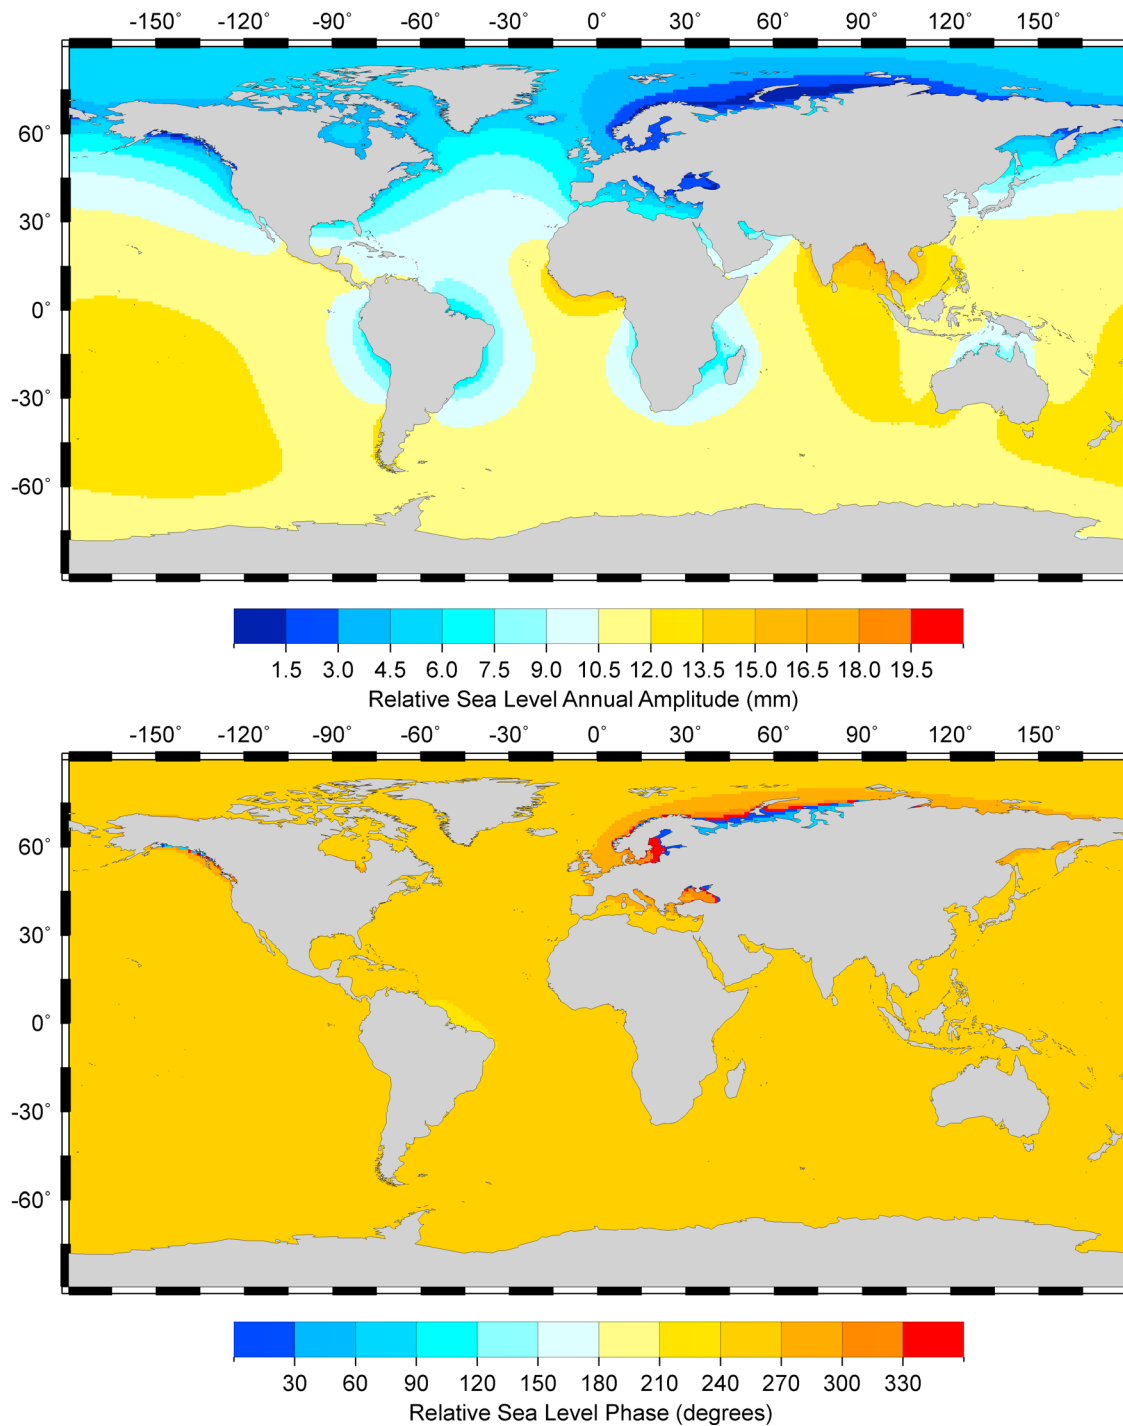 -150° -120° -90° -60° -30° 0° 30° 60° 90° 120° 150°
60°
30°
0°
-30°
-60°
1.5 3.0 4.5 6.0 7.5 9.0 10.5 12.0 13.5 15.0 16.5 18.0 19.5
Relative Sea Level Annual Amplitude (mm)
-150° -120° -90° -60° -30° 0° 30° 60° 90° 120° 150°
60°
30°
0°
-30°
-60°
30 60 90 120 150 180 210 240 270 300 330
Relative Sea Level Phase (degrees)